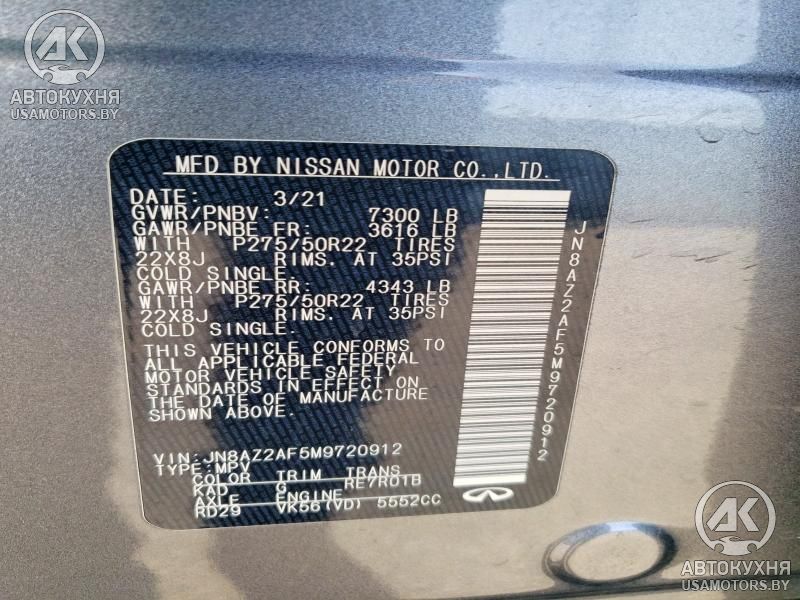 АК
АВТОКУХНЯ
USAMOTORS.BY
MFD BY NISSAN MOTOR CO.,LTD.
DATE: 3/21
GVWR/PNBV: 7300 LB
GAWR/PNBE FR: 3616 LB
WITH P275/50R22 TIRES
22X8J RIMS. AT 35PSI
COLD SINGLE.
GAWR/PNBE RR: 4343 LB
WITH P275/50R22 TIRES
22X8J RIMS. AT 35PSI
COLD SINGLE.
THIS VEHICLE CONFORMS TO
ALL APPLICABLE FEDERAL
MOTOR VEHICLE SAFETY
STANDARDS IN EFFECT ON
THE DATE OF MANUFACTURE
SHOWN ABOVE.
VIN: JN8AZ2AF5M9720912
TYPE: MPV
COLOR TRIM TRANS
KAD G RE7R01B
AXLE ENGINE
RD29 VK56(VD) 5552CC
JN8AZ2AF5M9720912
АК
АВТОКУХНЯ
USAMOTORS.BY